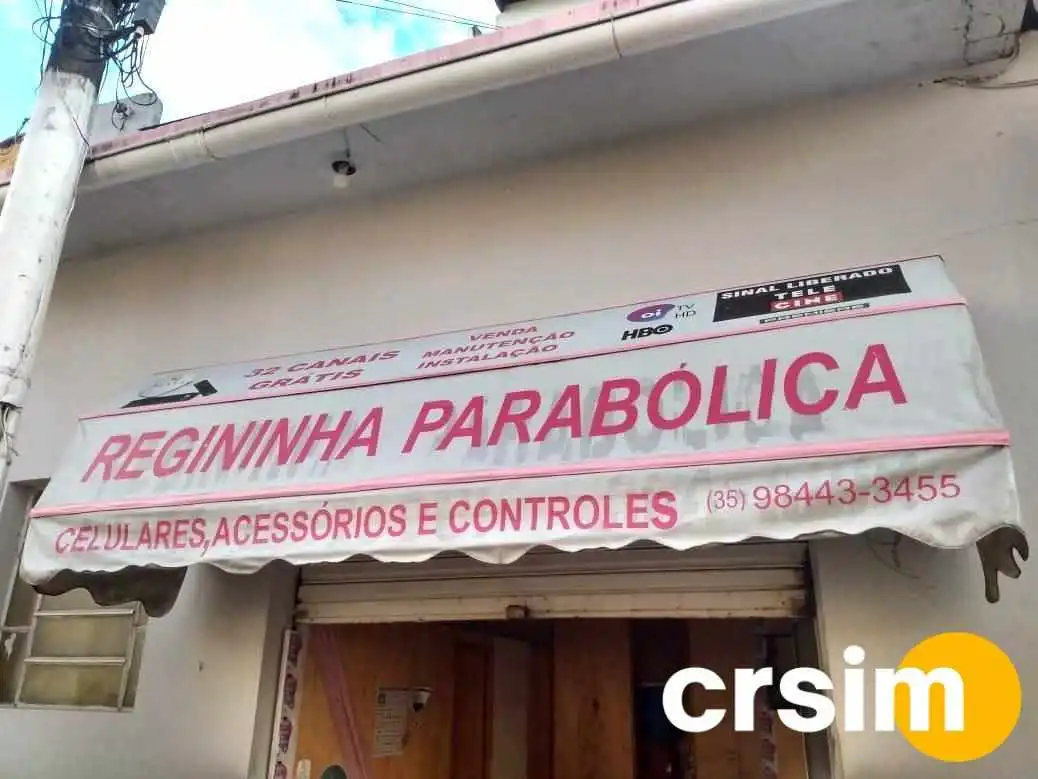 32 CANAIS
GRÁTIS
VENDA
MANUTENÇÃO
INSTALAÇÃO
oi TV
HD
HBO
SINAL LIBERADO
TELE
CINE
REGININHA PARABÓLICA
CELULARES,ACESSÓRIOS E CONTROLES
(35) 98443-3455
crsim